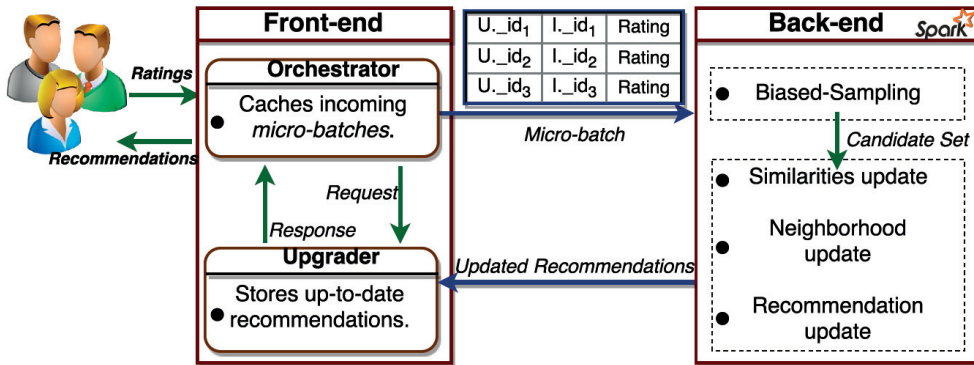 Front-end
Back-end
Spark
U._id1 I._id1 Rating
U._id2 I._id2 Rating
U._id3 I._id3 Rating
Ratings
Recommendations
Orchestrator
Caches incoming
micro-batches.
Micro-batch
Request
Response
Upgrader
Stores up-to-date
recommendations.
Updated Recommendations
Biased-Sampling
Candidate Set
Similarities update
Neighborhood
update
Recommendation
update